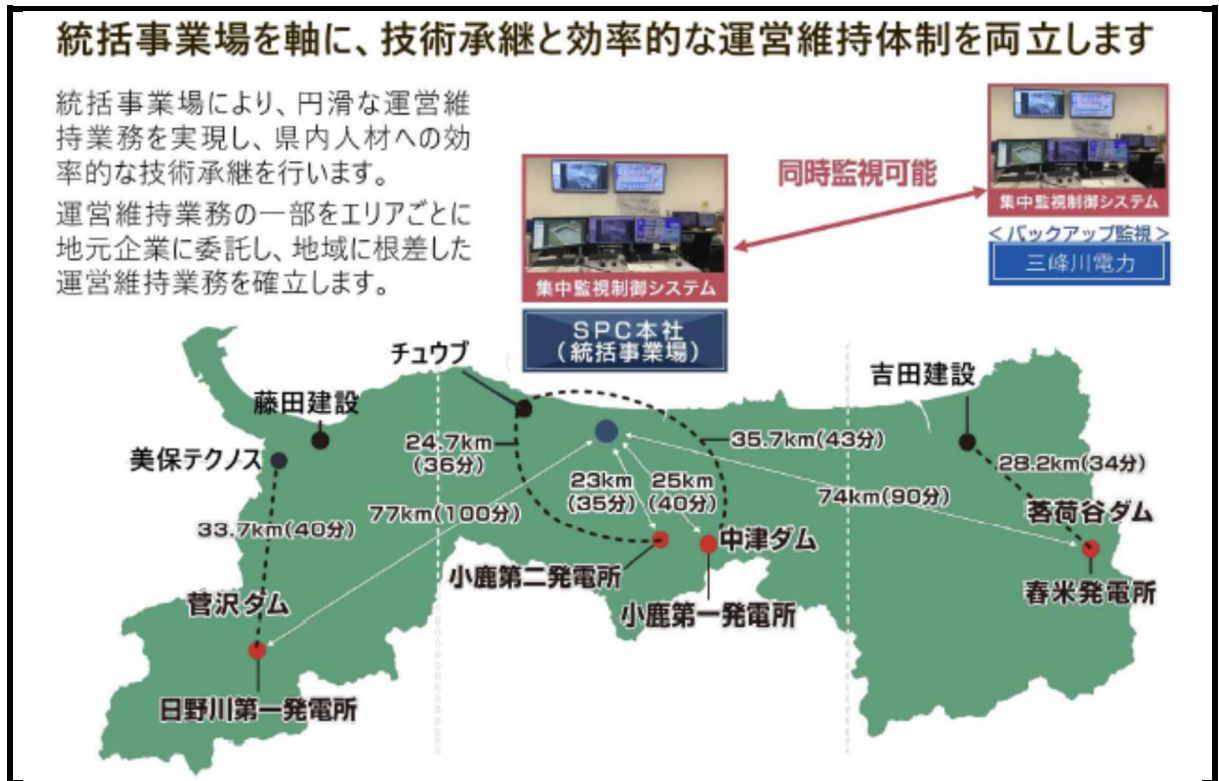 統括事業場を軸に、技術承継と効率的な運営維持体制を両立します
統括事業場により、円滑な運営維
持業務を実現し、県内人材への効
率的な技術承継を行います。
運営維持業務の一部をエリアごとに
地元企業に委託し、地域に根差した
運営維持業務を確立します。
同時監視可能
集中監視制御システム
<バックアップ監視>
三峰川電力
集中監視制御システム
SPC本社
(統括事業場)
チュウブ
藤田建設
美保テクノス
吉田建設
24.7km
(36分)
35.7km(43分)
28.2km(34分)
23km
(35分)
25km
(40分)
74km(90分)
77km(100分)
33.7km(40分)
茗荷谷ダム
中津ダム
小鹿第二発電所
小鹿第一発電所
春米発電所
菅沢ダム
日野川第一発電所